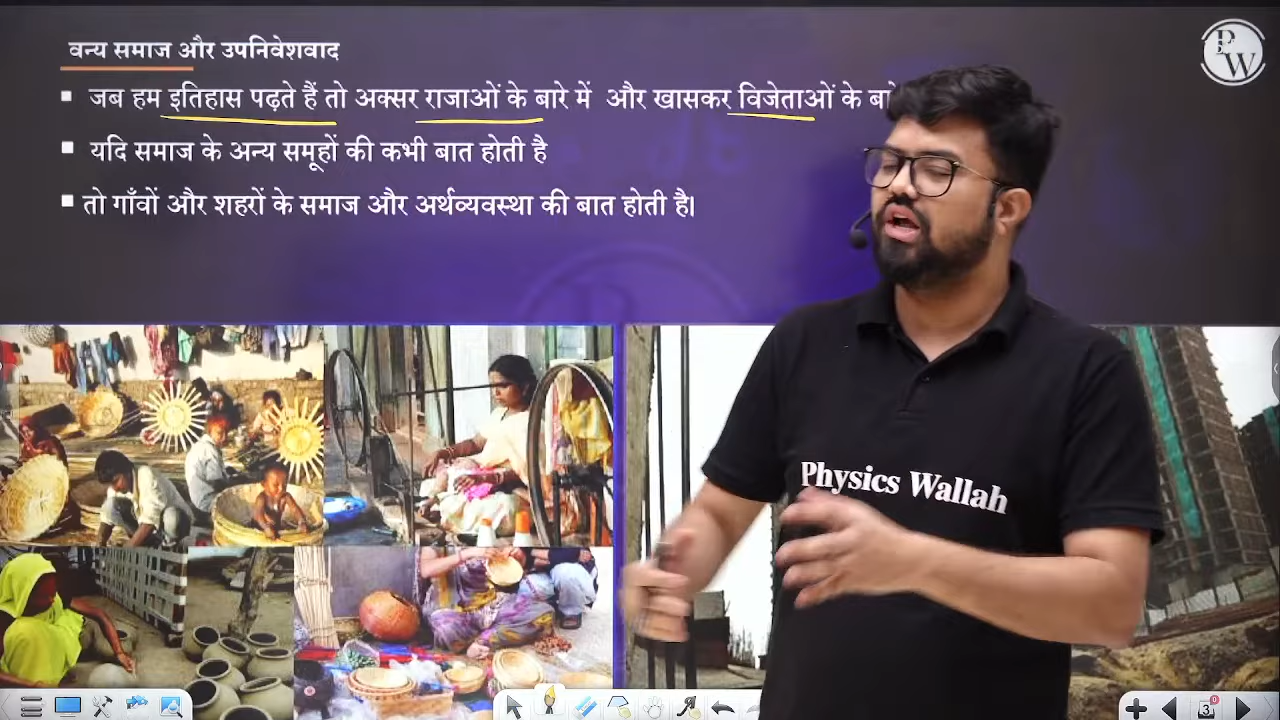 वन्य समाज और उपनिवेशवाद
PW
▪ जब हम इतिहास पढ़ते हैं तो अक्सर राजाओं के बारे में और खासकर विजेताओं के
▪ यदि समाज के अन्य समूहों की कभी बात होती है
▪ तो गाँवों और शहरों के समाज और अर्थव्यवस्था की बात होती है।
Physics Wallah